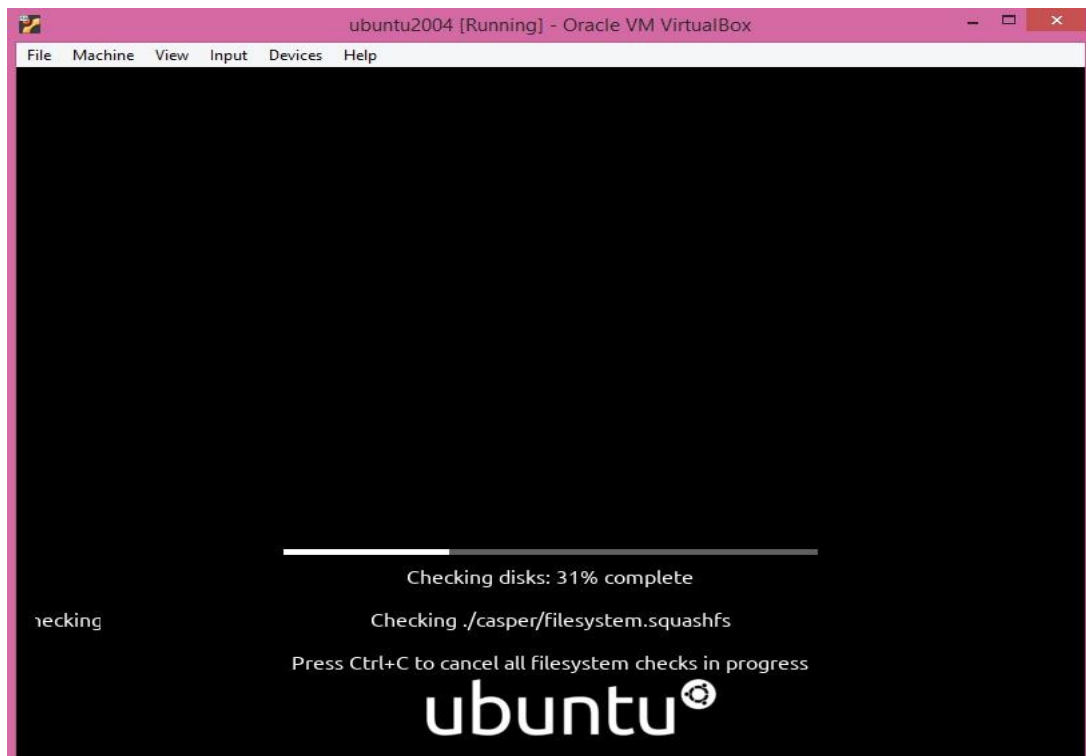 ubuntu2004 [Running] - Oracle VM VirtualBox
File Machine View Input Devices Help
Checking disks: 31% complete
necking Checking ./casper/filesystem.squashfs
Press Ctrl+C to cancel all filesystem checks in progress
ubuntu